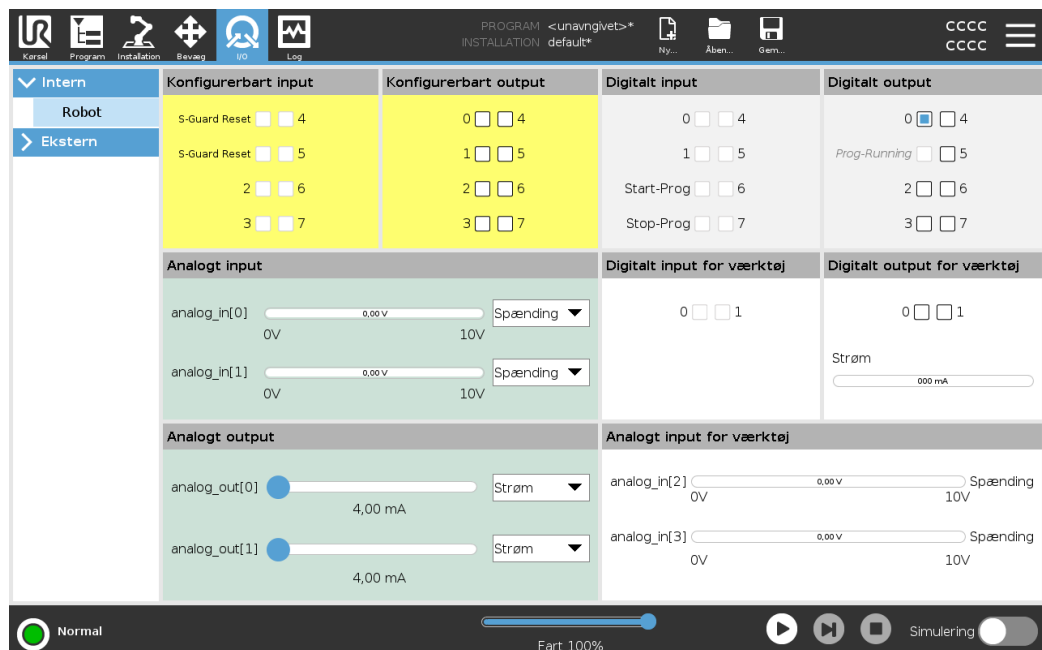 PROGRAM <unavngivet>*
INSTALLATION default*
UR
Kørsel Program Installation Bevæg I/O Log
Ny... Åben... Gem...
CCCC
CCCC
Intern
Robot
Ekstern
Konfigurerbart input
S-Guard Reset 4
S-Guard Reset 5
2 6
3 7
Konfigurerbart output
0 4
1 5
2 6
3 7
Digitalt input
0 4
1 5
Start-Prog 6
Stop-Prog 7
Digitalt output
0 4
Prog-Running 5
2 6
3 7
Analogt input
analog_in[0] 0,00 V Spænding
0V 10V
analog_in[1] 0,00 V Spænding
0V 10V
Digitalt input for værktøj
0 1
Digitalt output for værktøj
0 1
Strøm
000 mA
Analogt output
analog_out[0] Strøm
4,00 mA
analog_out[1] Strøm
4,00 mA
Analogt input for værktøj
analog_in[2] 0,00 V Spænding
0V 10V
analog_in[3] 0,00 V Spænding
0V 10V
Normal
Fart 100%
Simulering